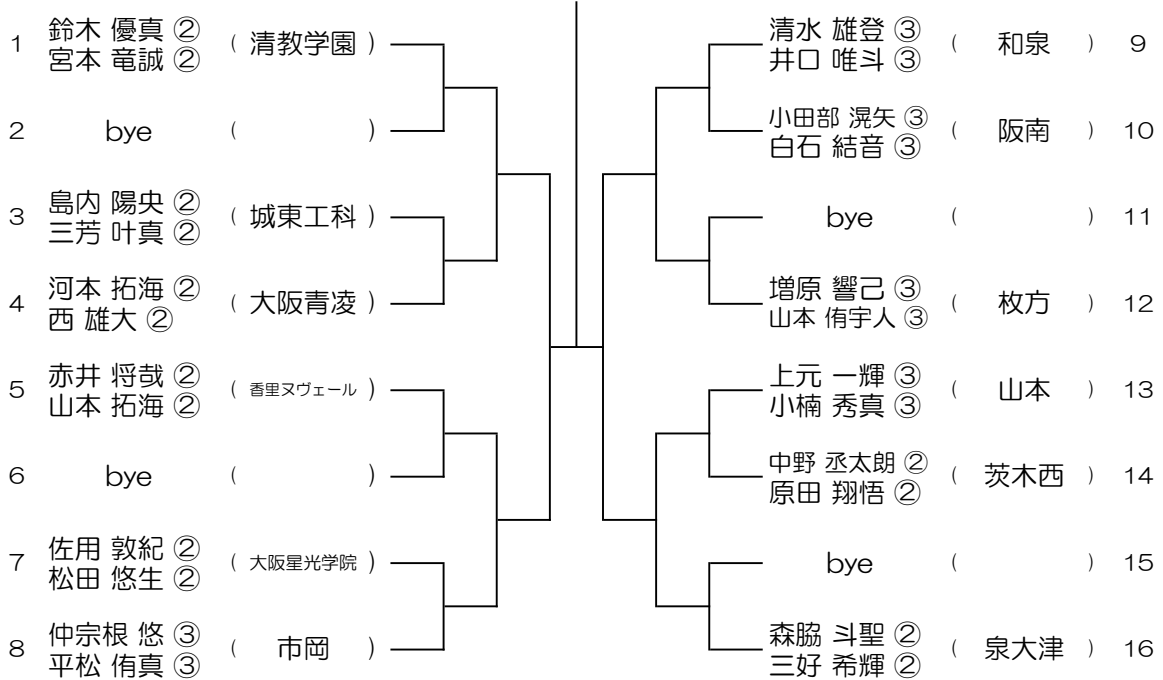 1 鈴木 優真 ② ( 清教学園 )
宮本 竜誠 ②
2 bye ( )
3 島内 陽央 ② ( 城東工科 )
三芳 叶真 ②
4 河本 拓海 ② ( 大阪青凌 )
西 雄大 ②
5 赤井 将哉 ② ( 香里ヌヴェール )
山本 拓海 ②
6 bye ( )
7 佐用 敦紀 ② ( 大阪星光学院 )
松田 悠生 ②
8 仲宗根 悠 ③ ( 市岡 )
平松 侑真 ③
清水 雄登 ③ ( 和泉 ) 9
井口 唯斗 ③
小田部 滉矢 ③ ( 阪南 ) 10
白石 結音 ③
bye ( ) 11
増原 響己 ③ ( 枚方 ) 12
山本 侑宇人 ③
上元 一輝 ③ ( 山本 ) 13
小楠 秀真 ③
中野 丞太朗 ② ( 茨木西 ) 14
原田 翔悟 ②
bye ( ) 15
森脇 斗聖 ② ( 泉大津 ) 16
三好 希輝 ②